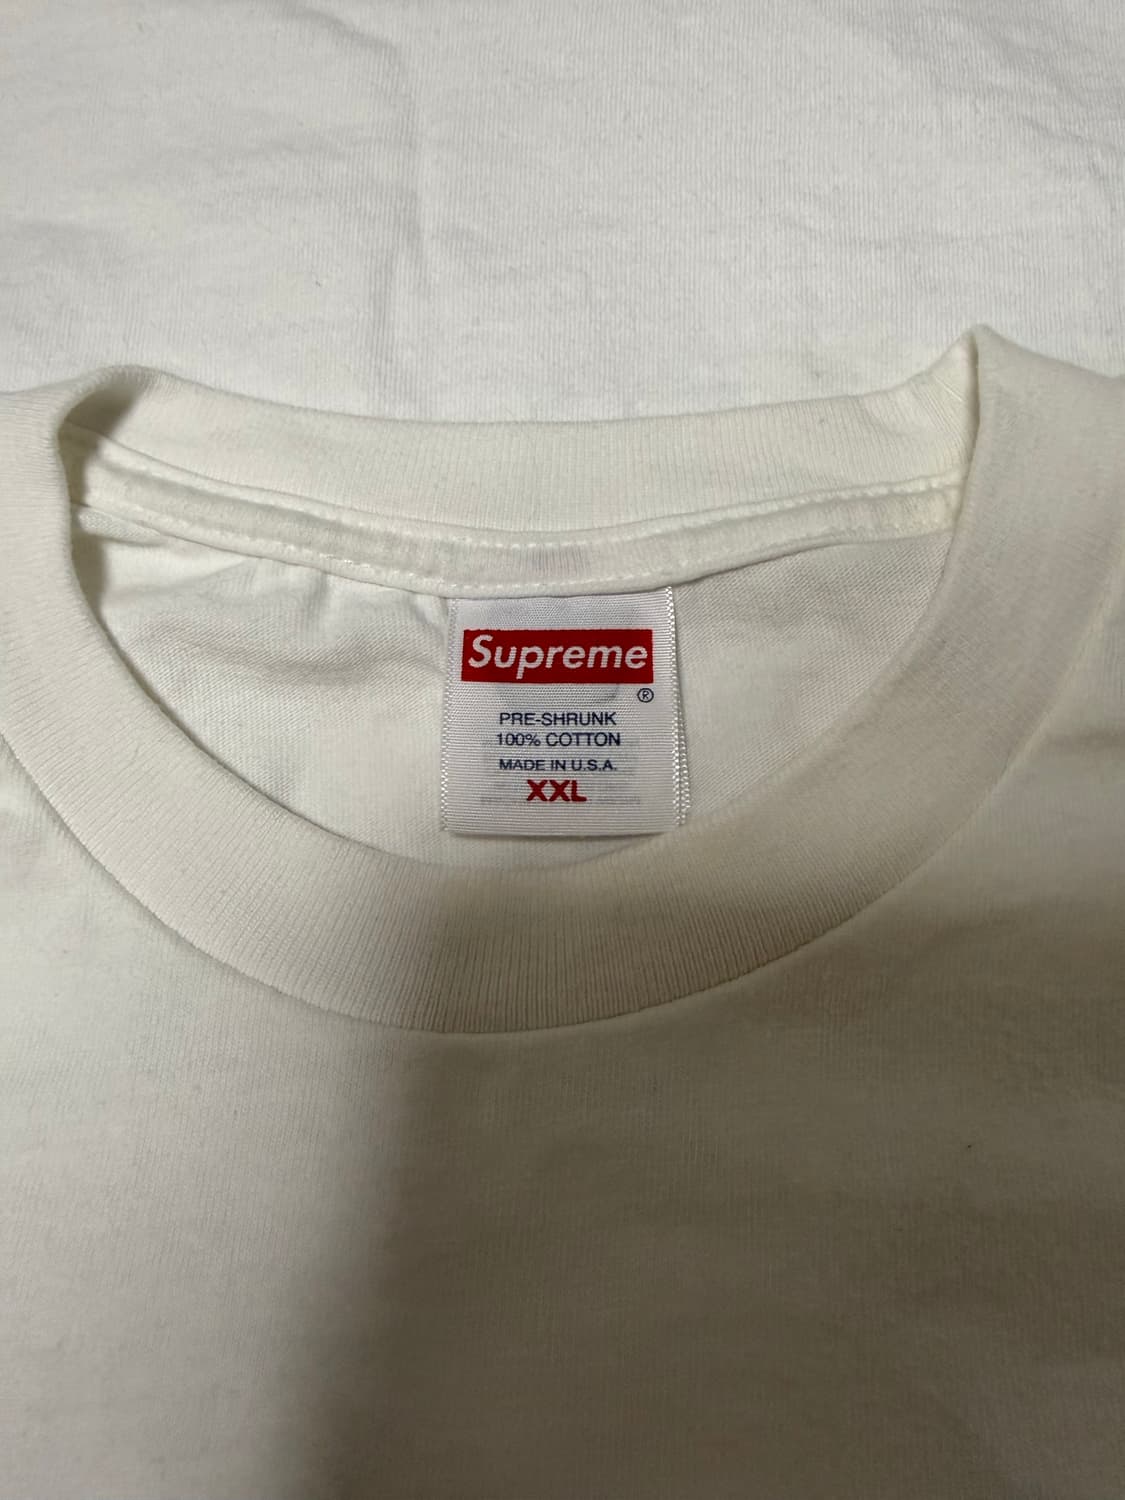 Supreme
®
PRE-SHRUNK
100% COTTON
MADE IN U.S.A.
XXL